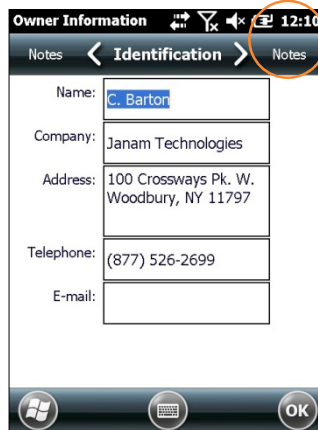 Owner Information 12:10
Notes Identification Notes
Name: C. Barton
Company: Janam Technologies
Address: 100 Crossways Pk. W.
Woodbury, NY 11797
Telephone: (877) 526-2699
E-mail:
OK